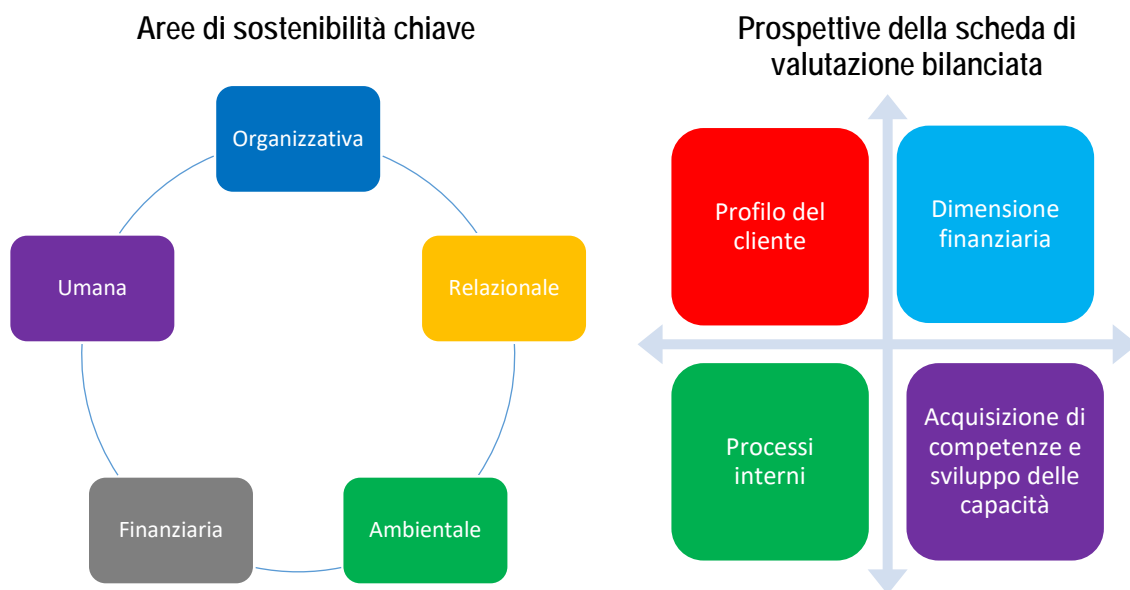 Aree di sostenibilità chiave
Organizzativa
Umana
Relazionale
Finanziaria
Ambientale
Prospettive della scheda di
valutazione bilanciata
Profilo del
cliente
Dimensione
finanziaria
Processi
interni
Acquisizione di
competenze e
sviluppo delle
capacità